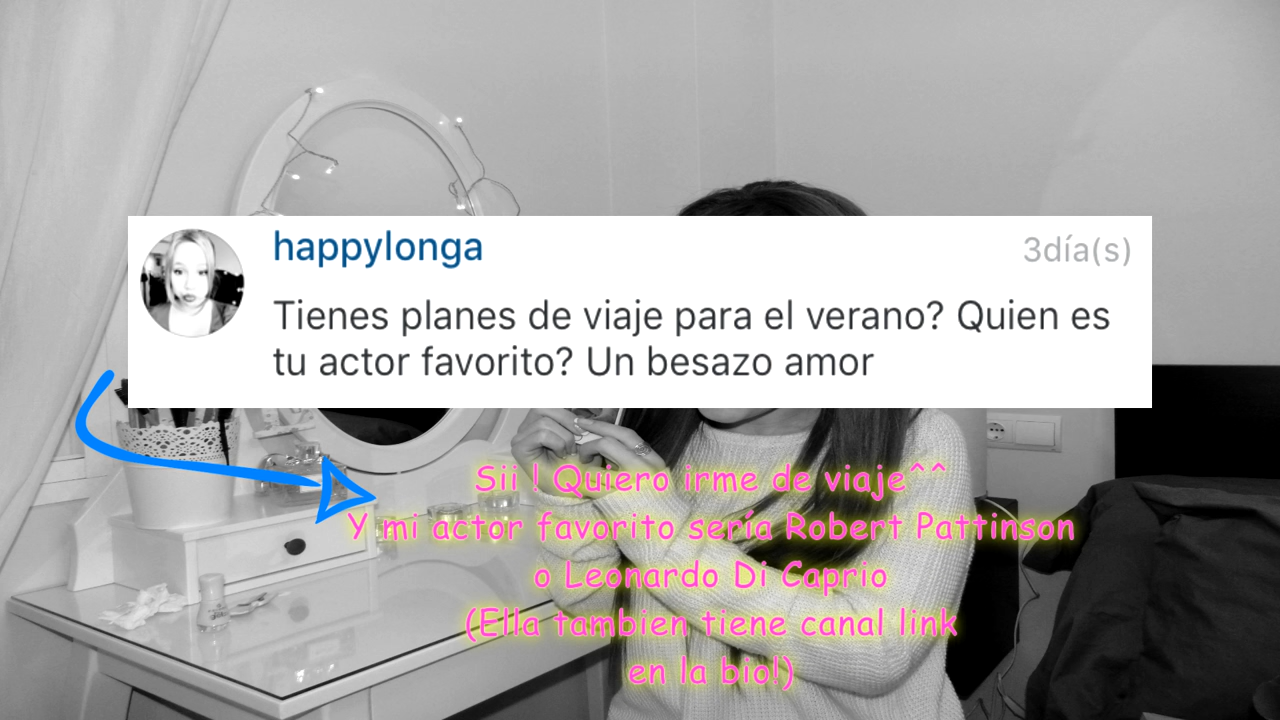 happylonga
3día(s)
Tienes planes de viaje para el verano? Quien es
tu actor favorito? Un besazo amor
Sii ! Quiero irme de viaje^^
Y mi actor favorito sería Robert Pattinson
o Leonardo Di Caprio
(Ella tambien tiene canal link
en la bio!)